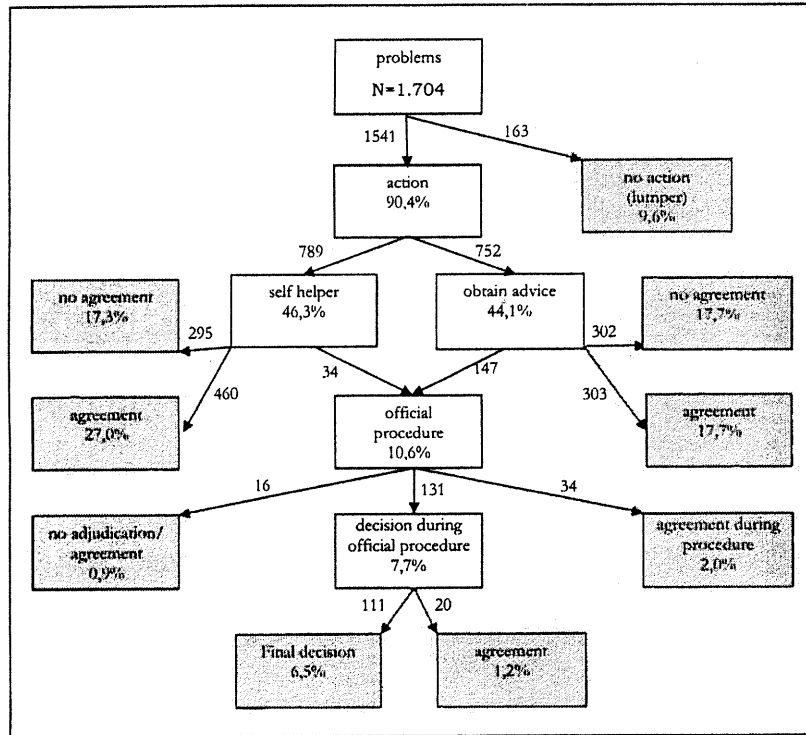 problems
N=1.704
1541
163
action
90,4%
no action
(lumper)
9,6%
789
752
no agreement
17,3%
self helper
46,3%
obtain advice
44,1%
no agreement
17,7%
295
302
460
34
147
303
agreement
27,0%
official
procedure
10,6%
agreement
17,7%
16
131
34
no adjudication/
agreement
0,9%
decision during
official procedure
7,7%
agreement during
procedure
2,0%
111
20
Final decision
6,5%
agreement
1,2%